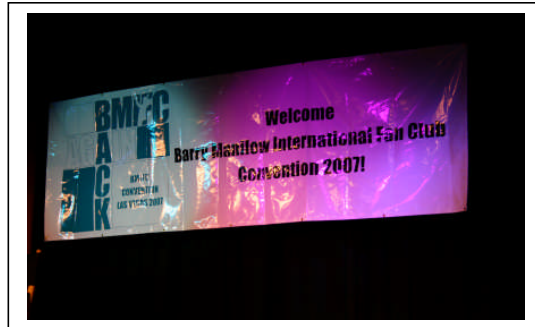 BMIFC
BACK
BMIFC
CONVENTION
LAS VEGAS 2007
Welcome
Barry Manilow International Fan Club
Convention 2007!